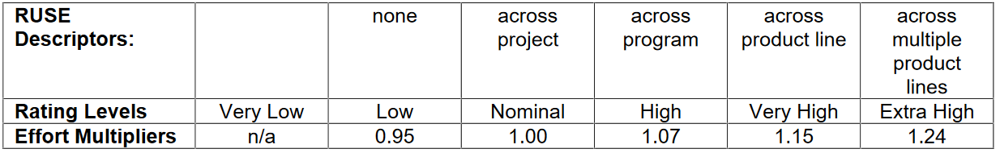 RUSE none across across across across
Descriptors: project program product line multiple
product
lines
Rating Levels Very Low Low Nominal High Very High Extra High
Effort Multipliers n/a 0.95 1.00 1.07 1.15 1.24